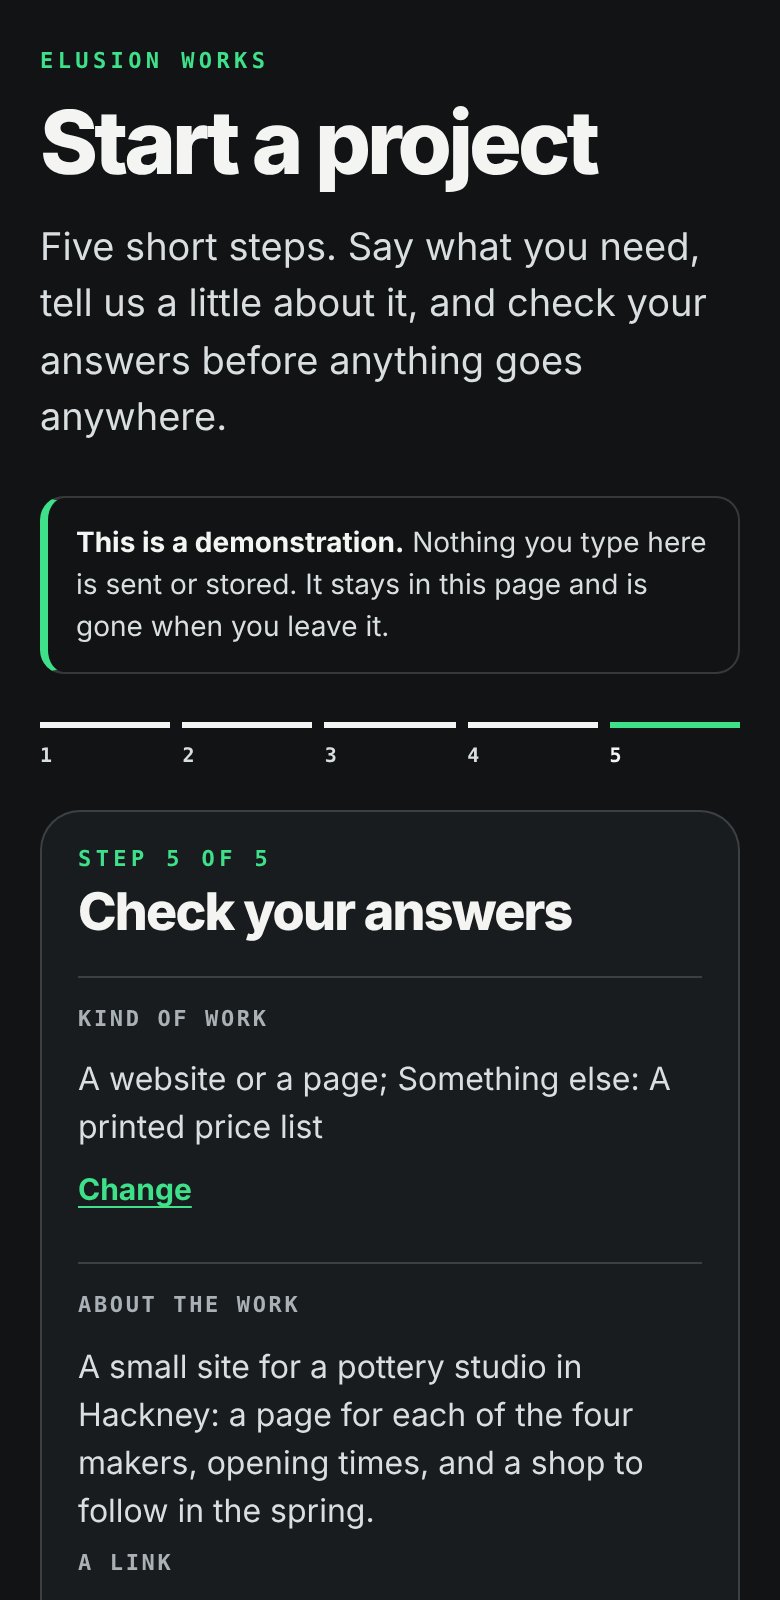 ELUSION WORKS
Start a project
Five short steps. Say what you need,
tell us a little about it, and check your
answers before anything goes
anywhere.
This is a demonstration. Nothing you type here
is sent or stored. It stays in this page and is
gone when you leave it.
1 2 3 4 5
STEP 5 OF 5
Check your answers
KIND OF WORK
A website or a page; Something else: A
printed price list
Change
ABOUT THE WORK
A small site for a pottery studio in
Hackney: a page for each of the four
makers, opening times, and a shop to
follow in the spring.
A LINK